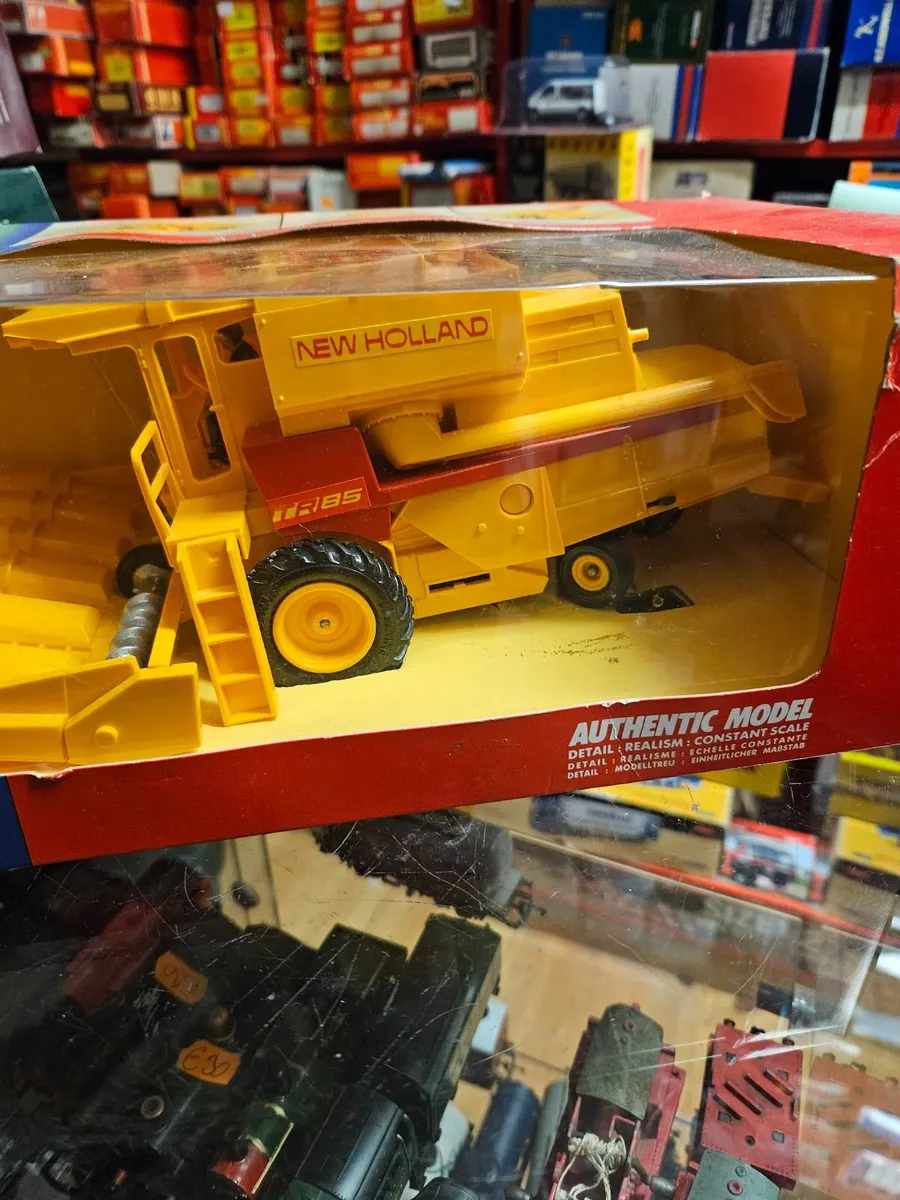 NEW HOLLAND
TR85
AUTHENTIC MODEL
DETAIL : REALISM : CONSTANT SCALE
DETAIL : REALISME : ECHELLE CONSTANTE
DETAIL : MODELLTREU : EINHEITLICHER MAßSTAB
€30